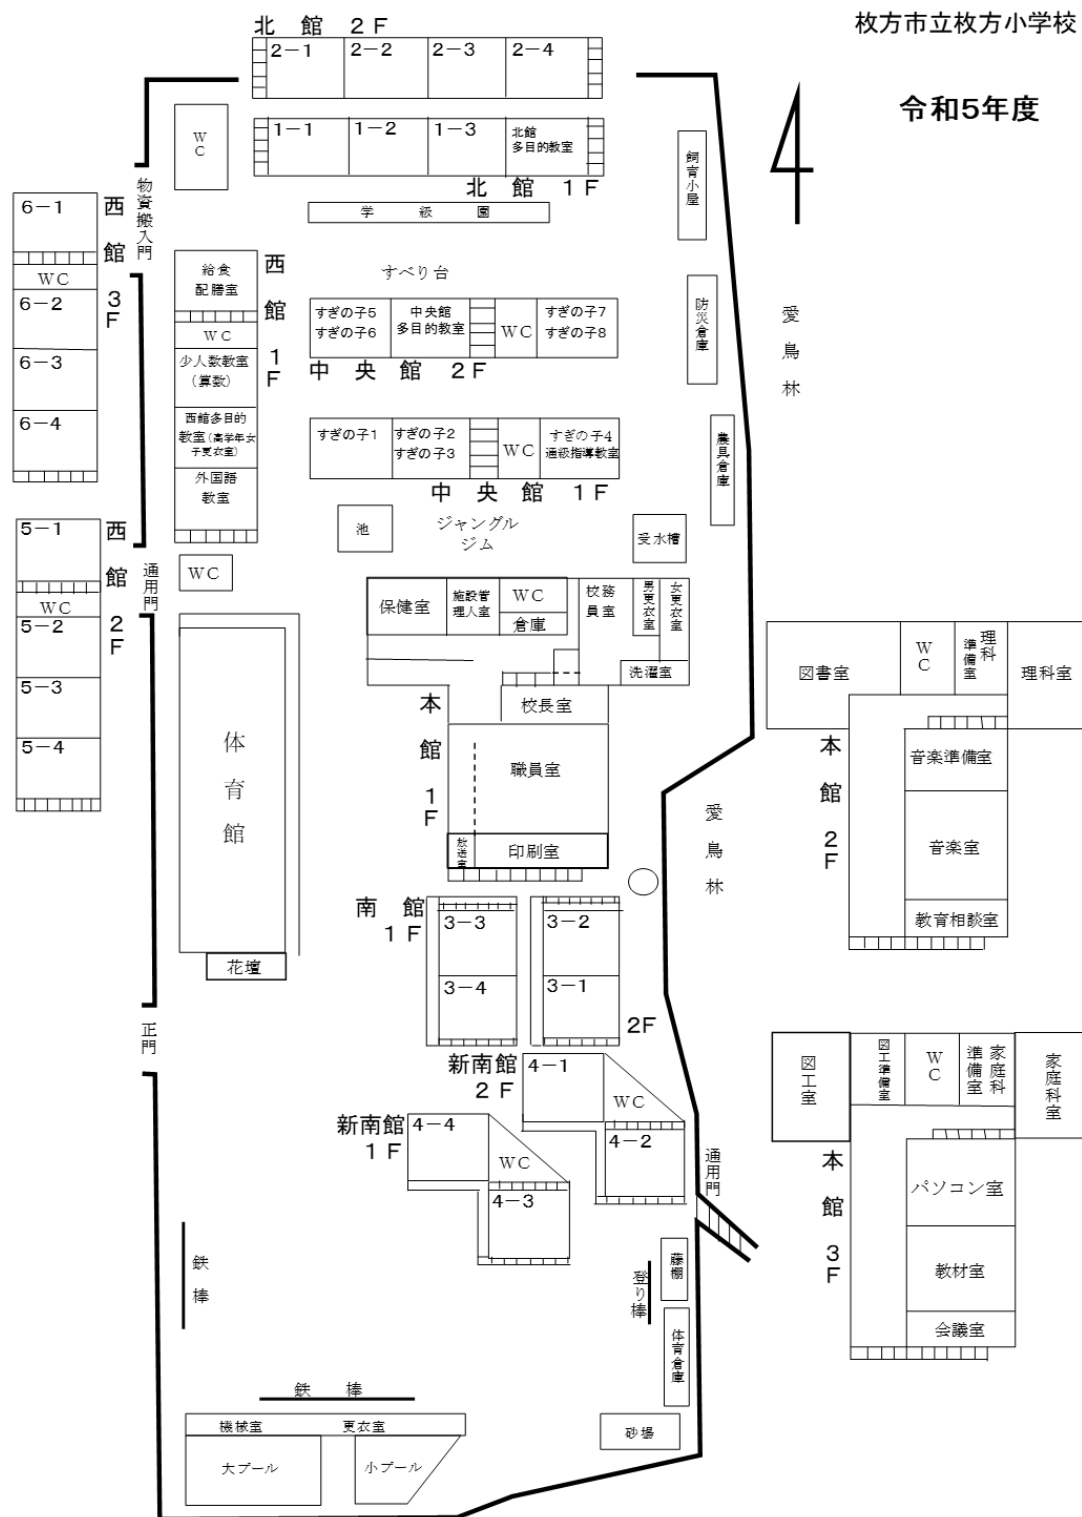 枚方市立枚方小学校
令和5年度
北館 2F
2-1
2-2
2-3
2-4
1-1
1-2
1-3
北館
多目的教室
北館 1F
WC
学級園
飼育小屋
物資搬入門
西館 3F
6-1
WC
6-2
6-3
6-4
西館 1F
給食
配膳室
WC
少人数教室
(算数)
西館多目的
教室(高学年女
子更衣室)
外国語
教室
すべり台
すぎの子5
すぎの子6
中央館
多目的教室
WC
すぎの子7
すぎの子8
中央館 2F
防災倉庫
愛鳥林
すぎの子1
すぎの子2
すぎの子3
WC
すぎの子4
通級指導教室
中央館 1F
農具倉庫
西館 2F
5-1
WC
5-2
5-3
5-4
通用門
WC
池
ジャングル
ジム
受水槽
保健室
施設管
理人室
WC
倉庫
校務
員室
男更衣室
女更衣室
洗濯室
校長室
本館 1F
職員室
放送室
印刷室
体育館
花壇
図書室
WC
理科
準備室
理科室
本館 2F
音楽準備室
音楽室
教育相談室
愛鳥林
南館
1F
3-3
3-4
3-2
3-1
2F
正門
新南館
2F
4-1
WC
4-2
新南館
1F
4-4
WC
4-3
通用門
図工室
図工準備室
WC
家庭科
準備室
家庭科室
本館 3F
パソコン室
教材室
会議室
鉄棒
藤棚
登り棒
体育倉庫
鉄棒
機械室
更衣室
大プール
小プール
砂場